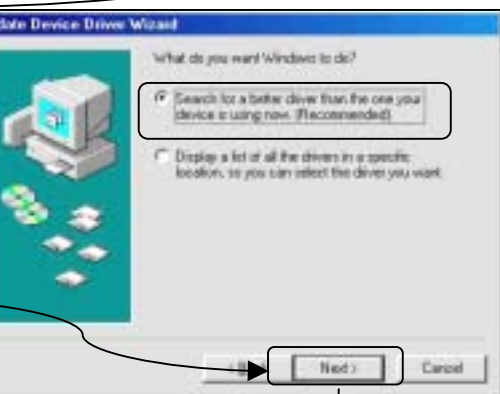 date Device Driver Wizard
What do you want Windows to do?
Search for a better driver than the one your
device is using now. (Recommended)
Display a list of all the drivers in a specific
location, so you can select the driver you want.
Next >
Cancel